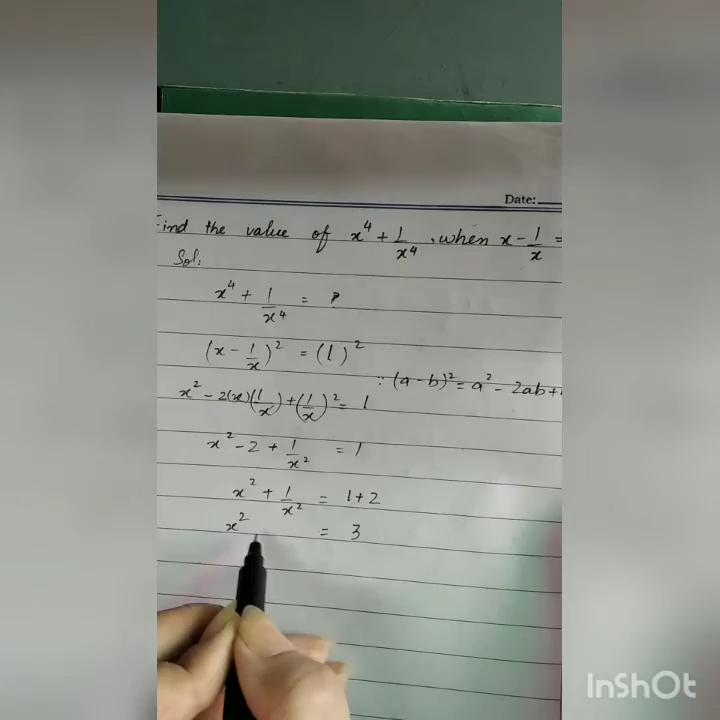 Date:
Find the value of x⁴ + 1/x⁴, when x - 1/x =
Sol:
x⁴ + 1/x⁴ = ?
(x - 1/x)² = (1)²
∵ (a - b)² = a² - 2ab +
x² - 2(x)(1/x) + (1/x)² = 1
x² - 2 + 1/x² = 1
x² + 1/x² = 1 + 2
x² = 3
InShOt